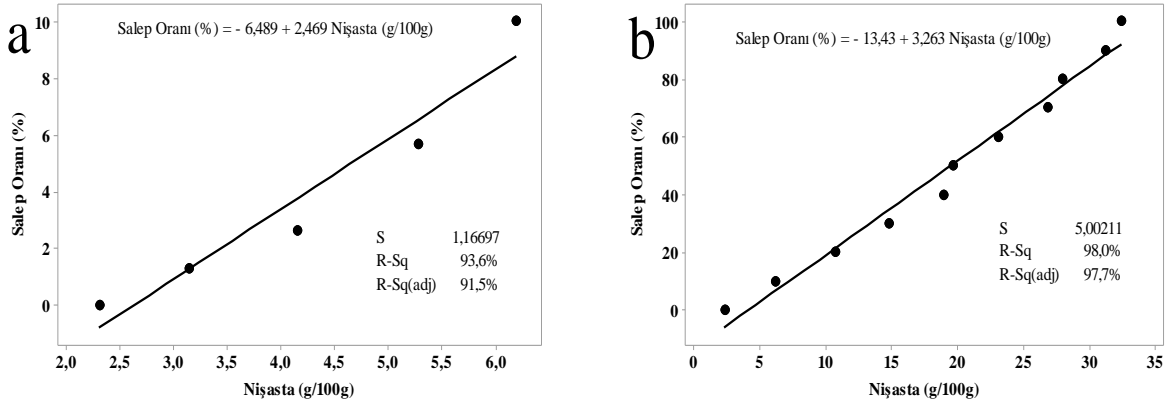 a
Salep Oranı (%) = - 6,489 + 2,469 Nişasta (g/100g)
10
8
6
4
2
0
Salep Oranı (%)
S 1,16697
R-Sq 93,6%
R-Sq(adj) 91,5%
2,0 2,5 3,0 3,5 4,0 4,5 5,0 5,5 6,0
Nişasta (g/100g)
b
Salep Oranı (%) = - 13,43 + 3,263 Nişasta (g/100g)
100
80
60
40
20
0
Salep Oranı (%)
S 5,00211
R-Sq 98,0%
R-Sq(adj) 97,7%
0 5 10 15 20 25 30 35
Nişasta (g/100g)